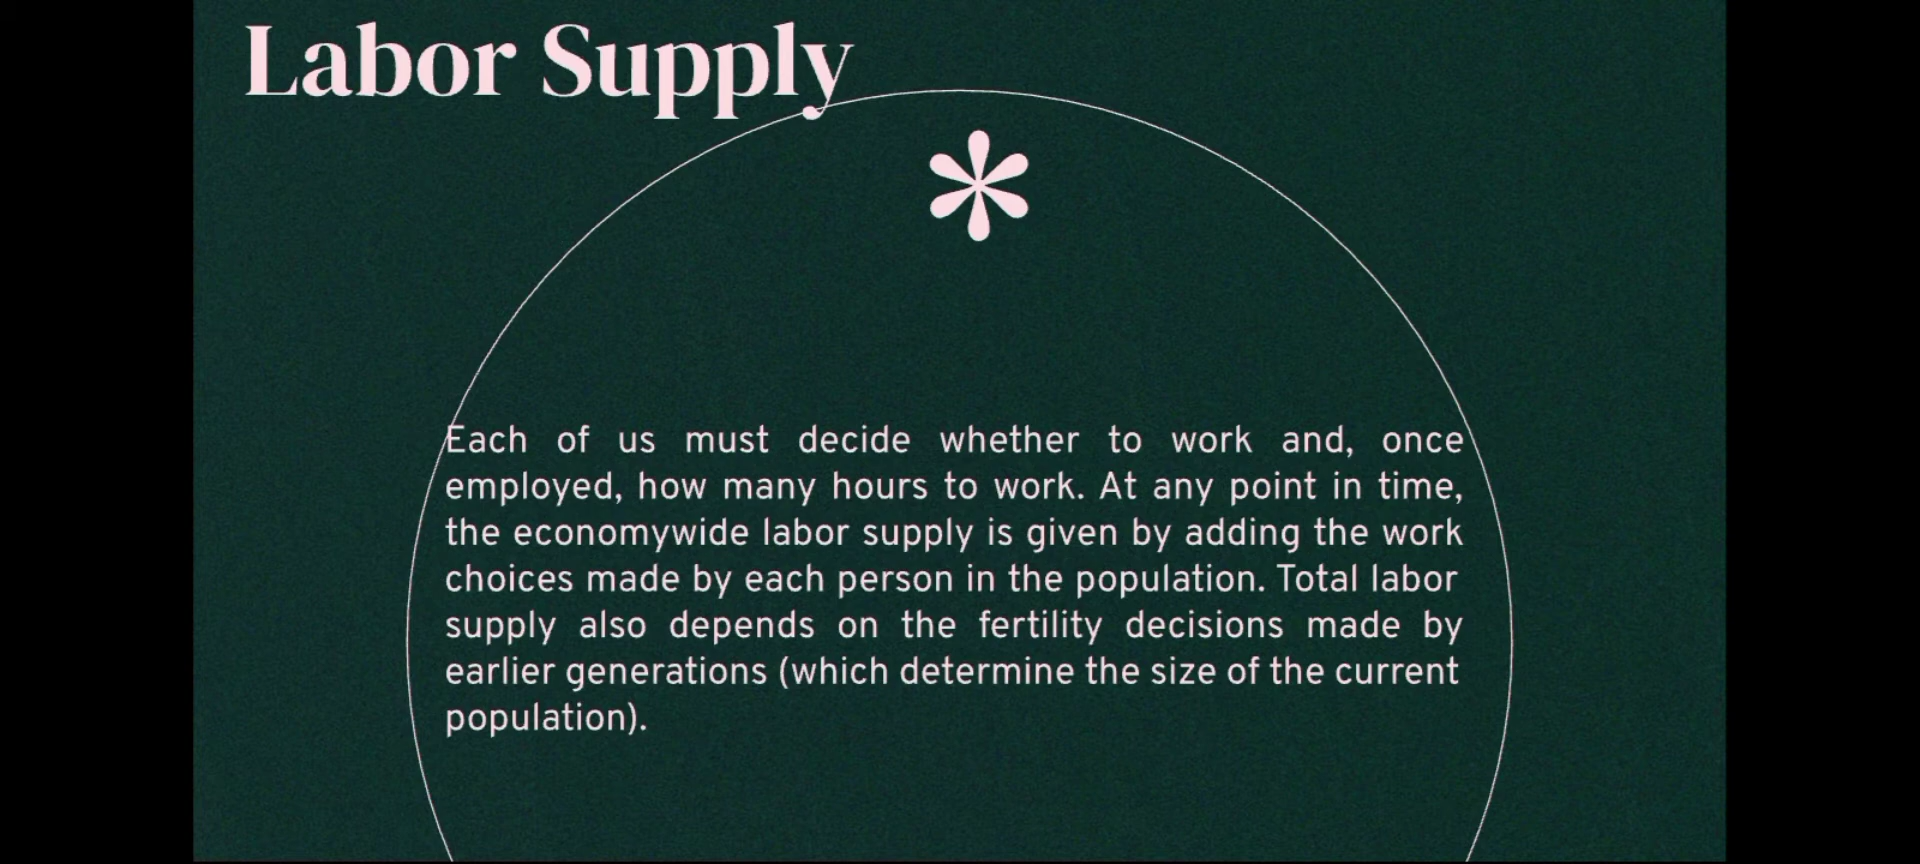 Labor Supply
Each of us must decide whether to work and, once
employed, how many hours to work. At any point in time,
the economywide labor supply is given by adding the work
choices made by each person in the population. Total labor
supply also depends on the fertility decisions made by
earlier generations (which determine the size of the current
population).